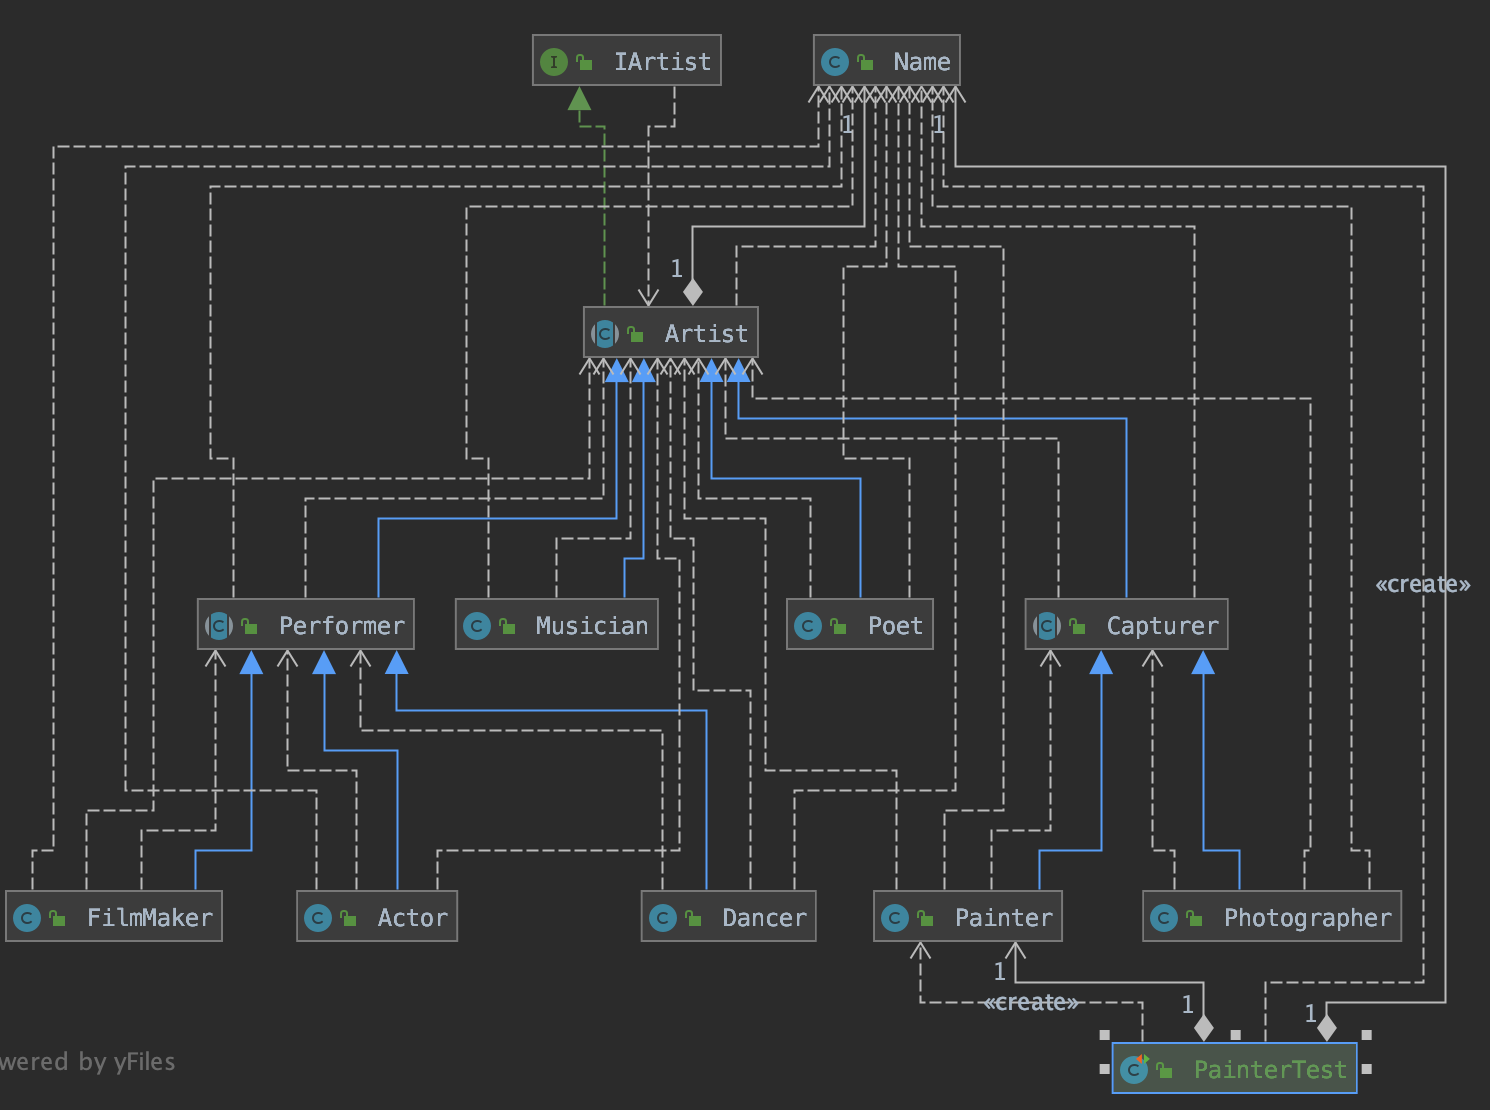 I IArtist
C Name
1 1
1
C Artist
«create»
C Performer
C Musician
C Poet
C Capturer
C FilmMaker
C Actor
C Dancer
C Painter
C Photographer
1
«create»
1
1
C PainterTest
wered by yFiles